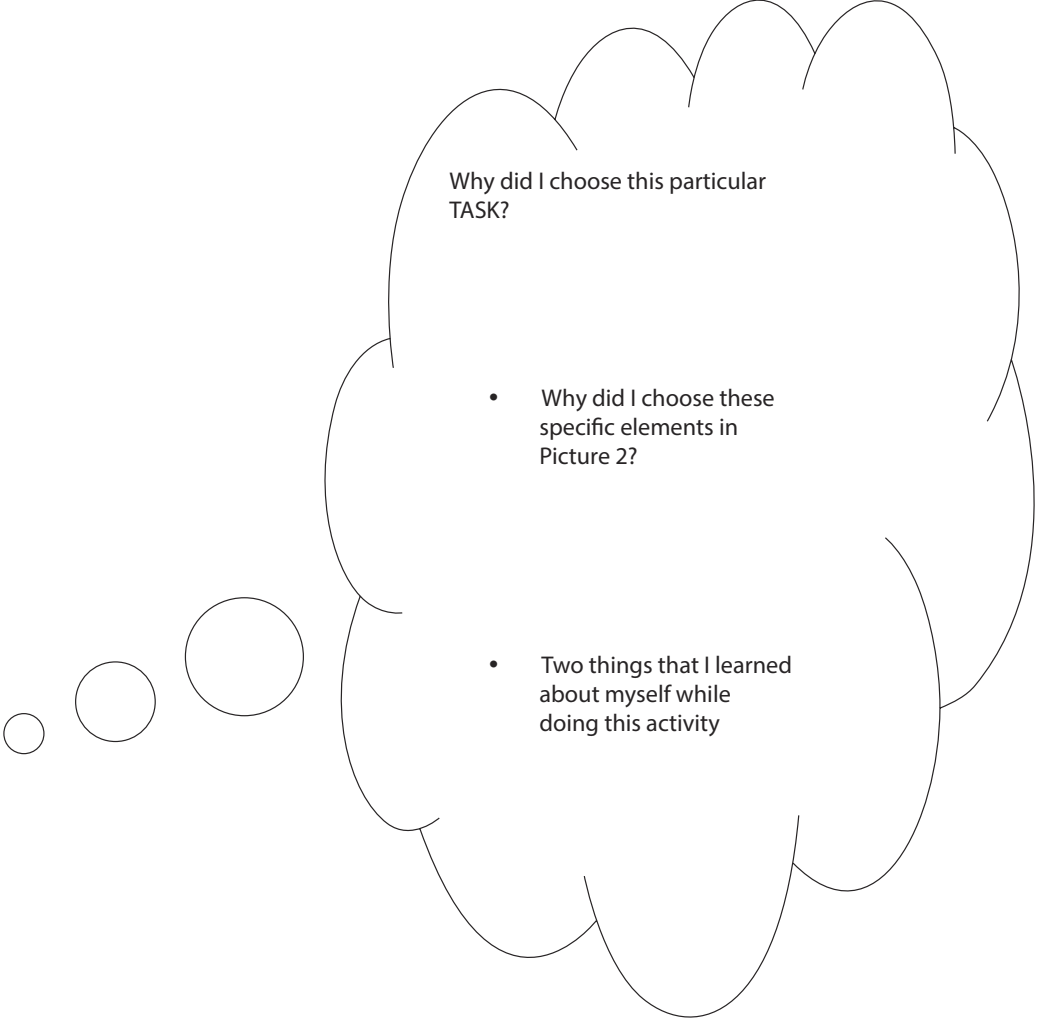 Why did I choose this particular
TASK?
• Why did I choose these
specific elements in
Picture 2?
• Two things that I learned
about myself while
doing this activity